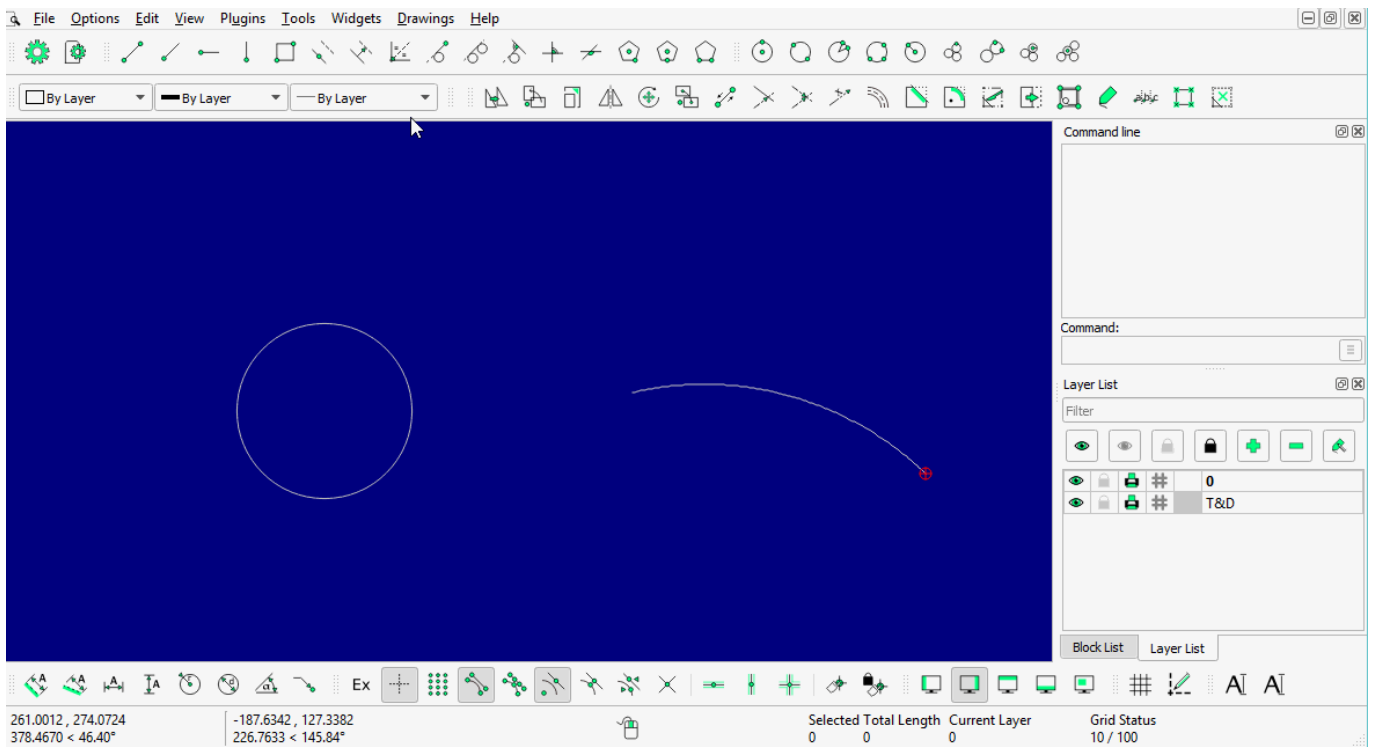 File Options Edit View Plugins Tools Widgets Drawings Help
By Layer By Layer By Layer
abc
Command line
Command:
Layer List
Filter
0
T&D
Block List Layer List
Ex
261.0012 , 274.0724 -187.6342 , 127.3382 Selected Total Length Current Layer Grid Status
378.4670 < 46.40° 226.7633 < 145.84° 0 0 0 10 / 100